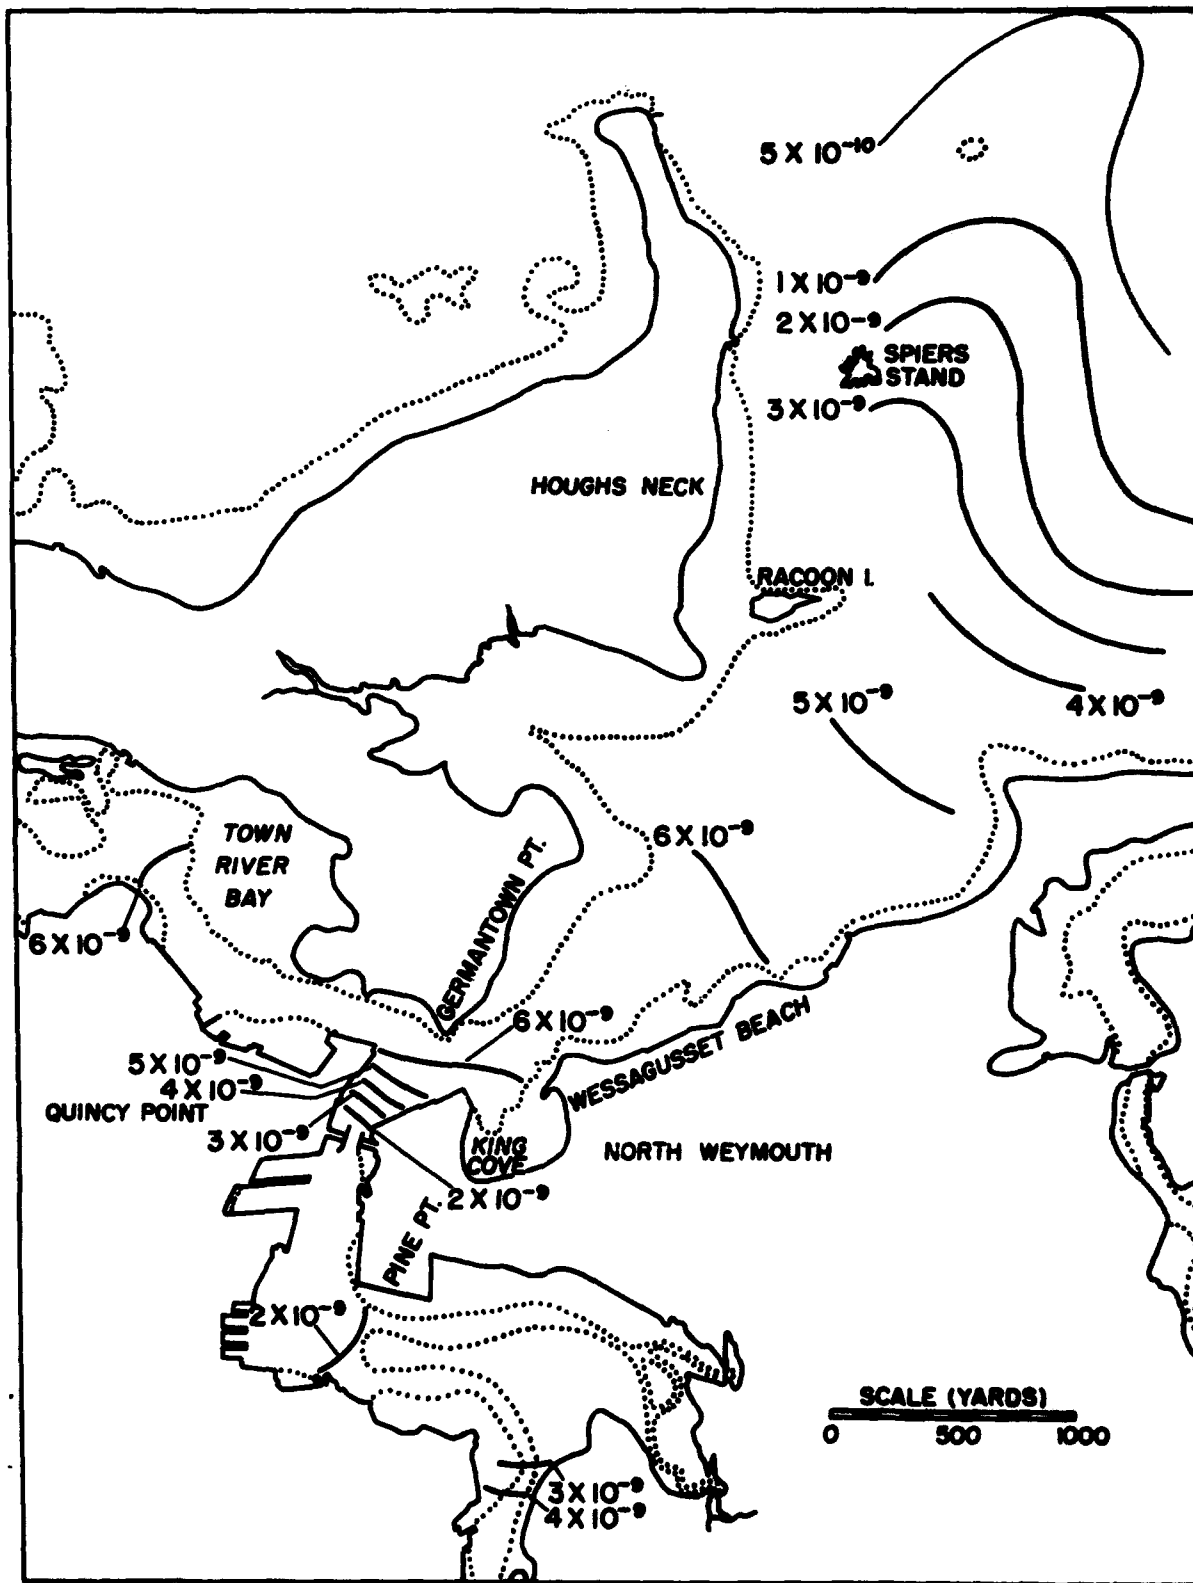 5 X 10⁻¹⁰
1 X 10⁻⁹
2 X 10⁻⁹
SPIERS
STAND
3 X 10⁻⁹
HOUGHS NECK
RACOON I.
5 X 10⁻⁹
4 X 10⁻⁹
6 X 10⁻⁹
TOWN
RIVER
BAY
6 X 10⁻⁹
GERMANTOWN PT.
6 X 10⁻⁹
WESSAGUSSET BEACH
5 X 10⁻⁹
4 X 10⁻⁹
QUINCY POINT
3 X 10⁻⁹
KING
COVE
NORTH WEYMOUTH
2 X 10⁻⁹
PINE PT.
2 X 10⁻⁹
SCALE (YARDS)
0 500 1000
3 X 10⁻⁹
4 X 10⁻⁹